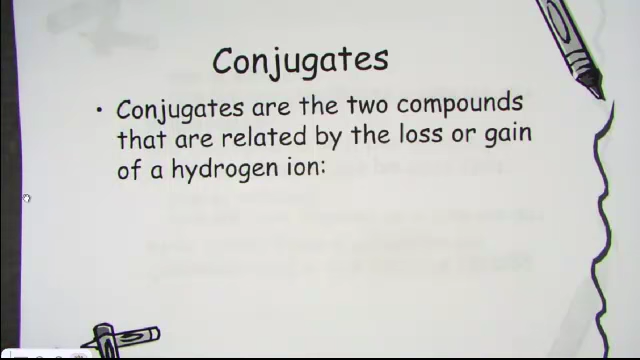 Conjugates
• Conjugates are the two compounds
that are related by the loss or gain
of a hydrogen ion: